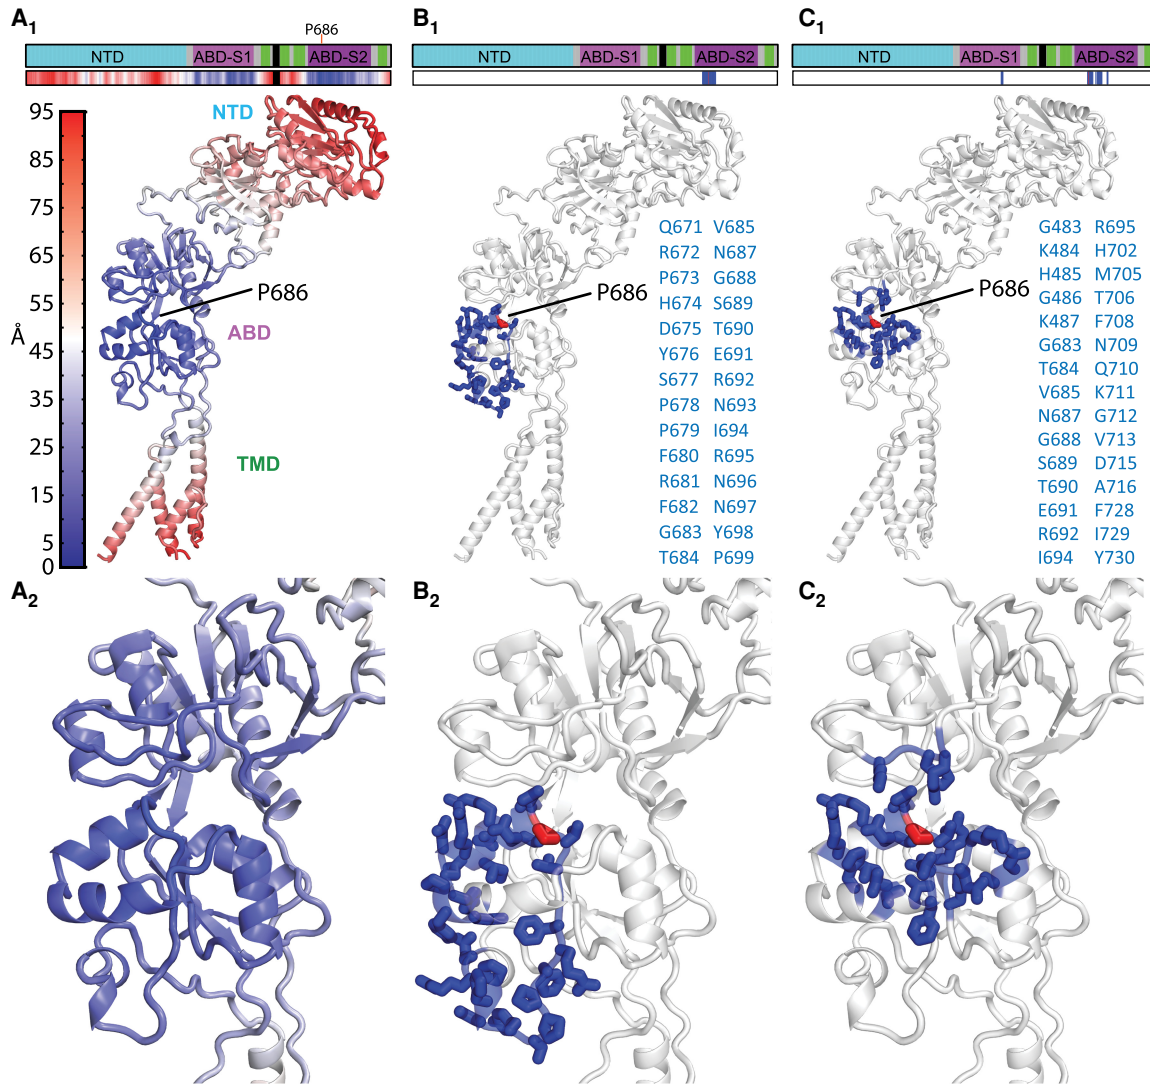 A1
P686
NTD ABD-S1 ABD-S2
95
85
75
65
55
45
35
25
15
5
0
Å
NTD
P686
ABD
TMD
B1
NTD ABD-S1 ABD-S2
P686
Q671 V685
R672 N687
P673 G688
H674 S689
D675 T690
Y676 E691
S677 R692
P678 N693
P679 I694
F680 R695
R681 N696
F682 N697
G683 Y698
T684 P699
C1
NTD ABD-S1 ABD-S2
P686
G483 R695
K484 H702
H485 M705
G486 T706
K487 F708
G683 N709
T684 Q710
V685 K711
N687 G712
G688 V713
S689 D715
T690 A716
E691 F728
R692 I729
I694 Y730
A2
B2
C2